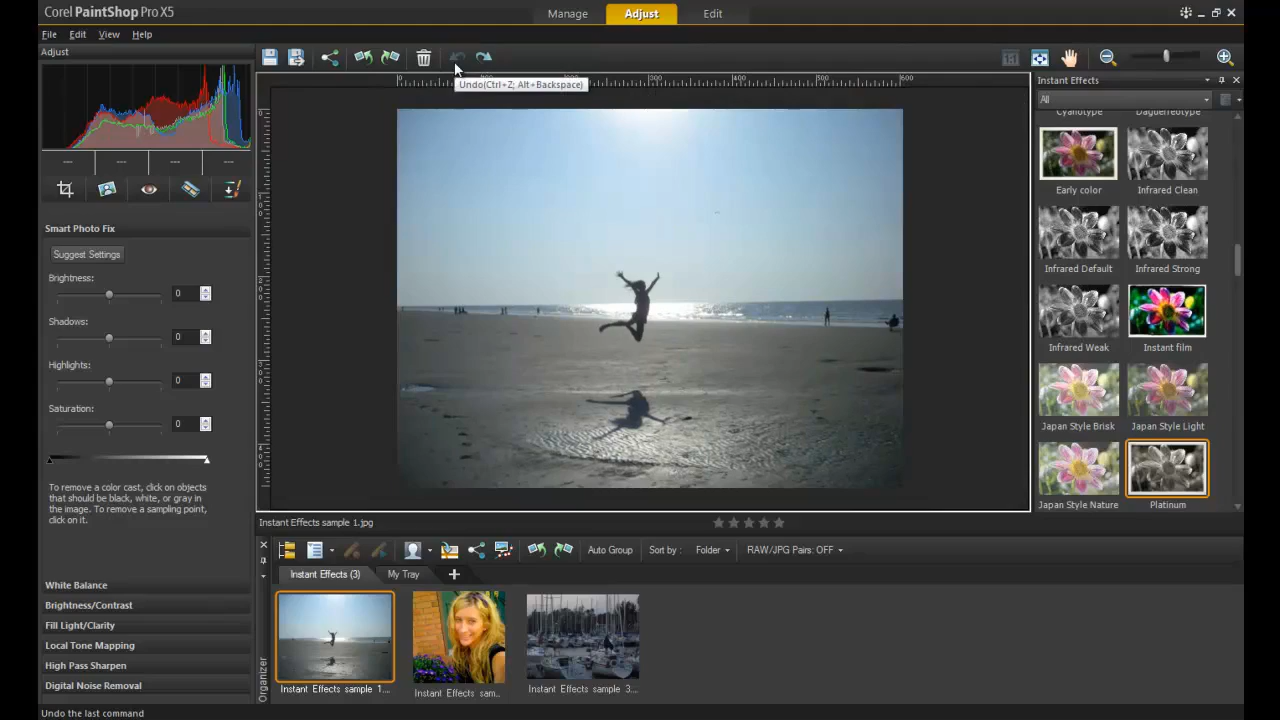 Corel PaintShop Pro X5
Manage
Adjust
Edit
File Edit View Help
Adjust
Undo(Ctrl+Z; Alt+Backspace)
Instant Effects
All
Cyanotype
Daguerreotype
Early color
Infrared Clean
Infrared Default
Infrared Strong
Infrared Weak
Instant film
Japan Style Brisk
Japan Style Light
Japan Style Nature
Platinum
Smart Photo Fix
Suggest Settings
Brightness:
0
Shadows:
0
Highlights:
0
Saturation:
0
To remove a color cast, click on objects
that should be black, white, or gray in
the image. To remove a sampling point,
click on it.
White Balance
Brightness/Contrast
Fill Light/Clarity
Local Tone Mapping
High Pass Sharpen
Digital Noise Removal
Instant Effects sample 1.jpg
Auto Group
Sort by :
Folder
RAW/JPG Pairs: OFF
Instant Effects (3)
My Tray
Organizer
Instant Effects sample 1....
Instant Effects sam..
Instant Effects sample 3....
Undo the last command